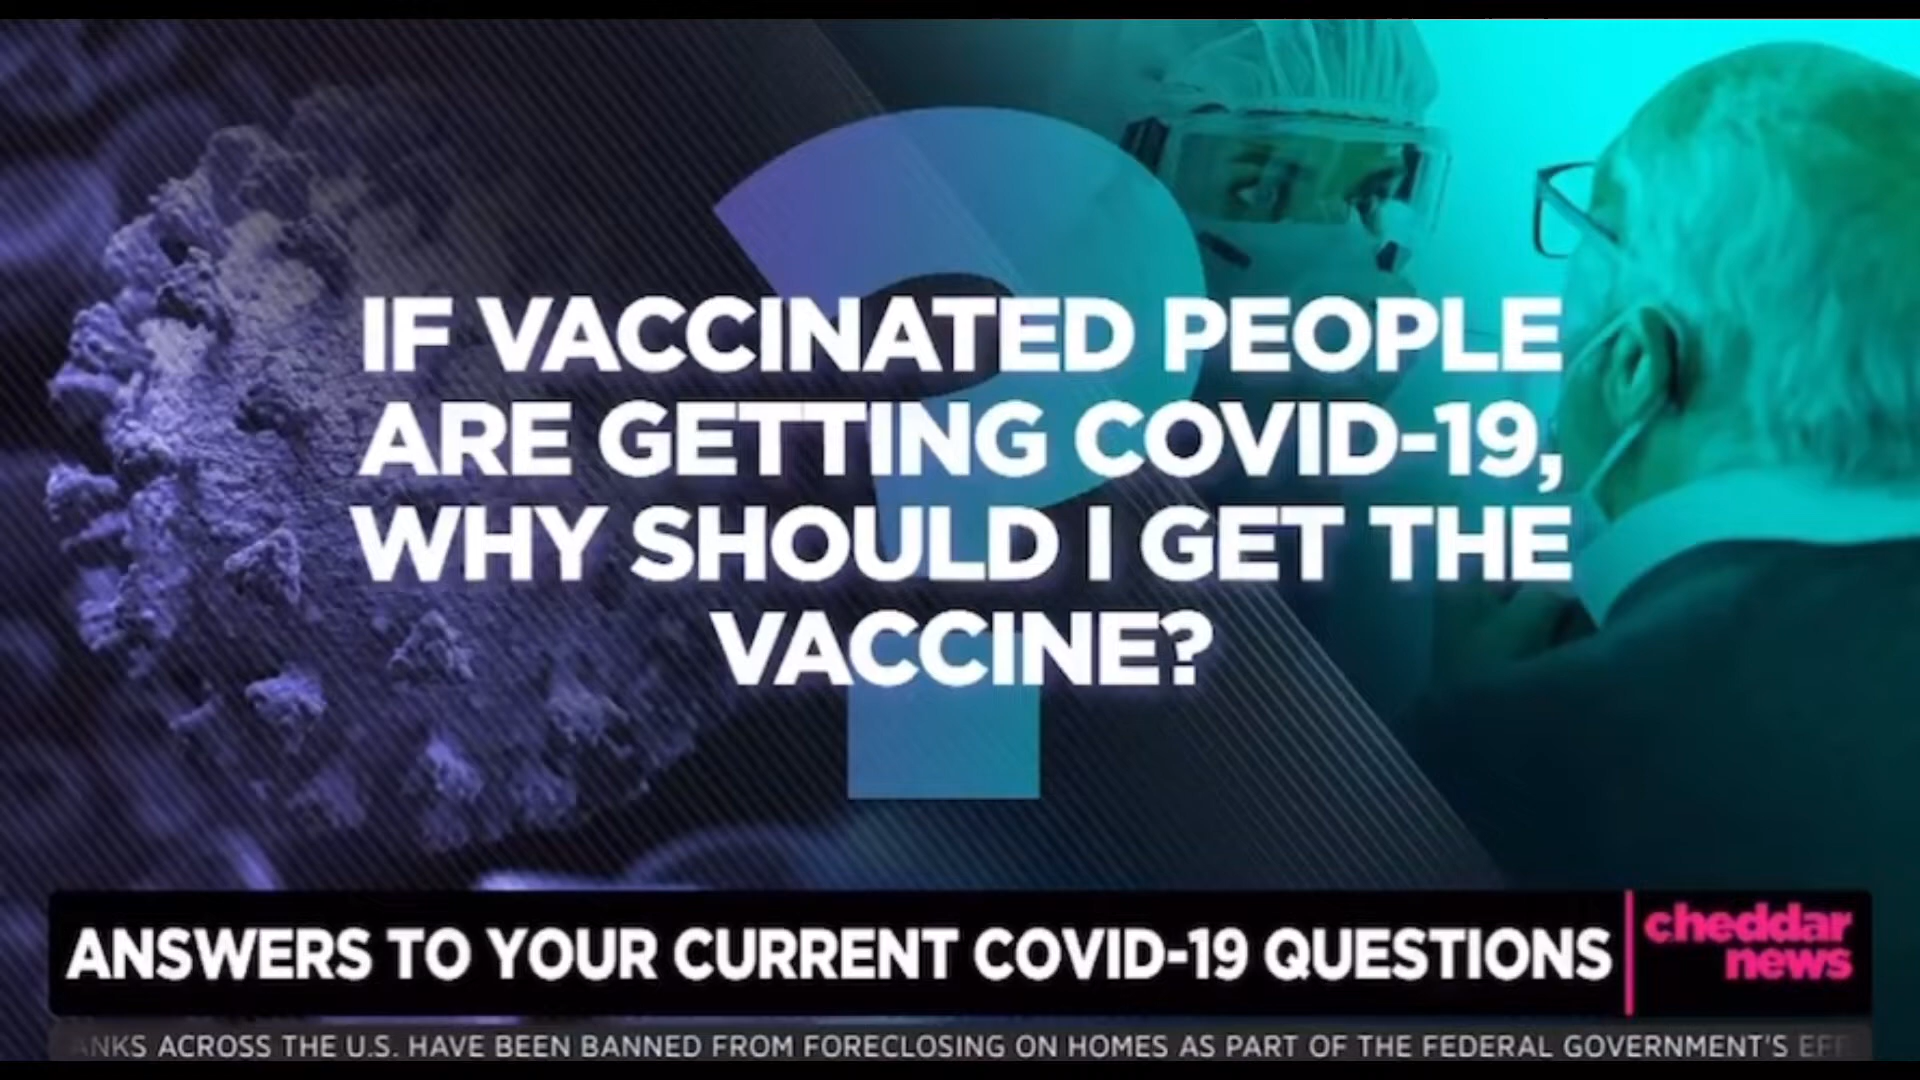 IF VACCINATED PEOPLE
ARE GETTING COVID-19,
WHY SHOULD I GET THE
VACCINE?
ANSWERS TO YOUR CURRENT COVID-19 QUESTIONS
cheddar
news
ACROSS THE U.S. HAVE BEEN BANNED FROM FORECLOSING ON HOMES AS PART OF THE FEDERAL GOVERNMENT'S